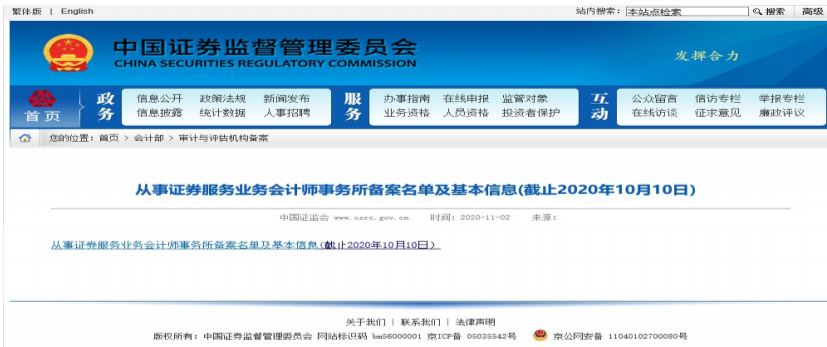 繁体版 | English 站内搜索: 本站点检索 搜索 高级
中国证券监督管理委员会
CHINA SECURITIES REGULATORY COMMISSION
发挥合力
首页
政务
信息公开 政策法规 新闻发布
信息披露 统计数据 人事招聘
服务
办事指南 在线申报 监管对象
业务资格 人员资格 投资者保护
互动
公众留言 信访专栏 举报专栏
在线访谈 征求意见 廉政评议
您的位置:首页 > 会计部 > 审计与评估机构备案
从事证券服务业务会计师事务所备案名单及基本信息(截止2020年10月10日)
中国证监会 www.csrc.gov.cn 时间:2020-11-02 来源:
从事证券服务业务会计师事务所备案名单及基本信息(截止2020年10月10日)
关于我们 | 联系我们 | 法律声明
版权所有:中国证券监督管理委员会 网站标识码 bm56000001 京ICP备 05035542号 京公网安备 11040102700080号